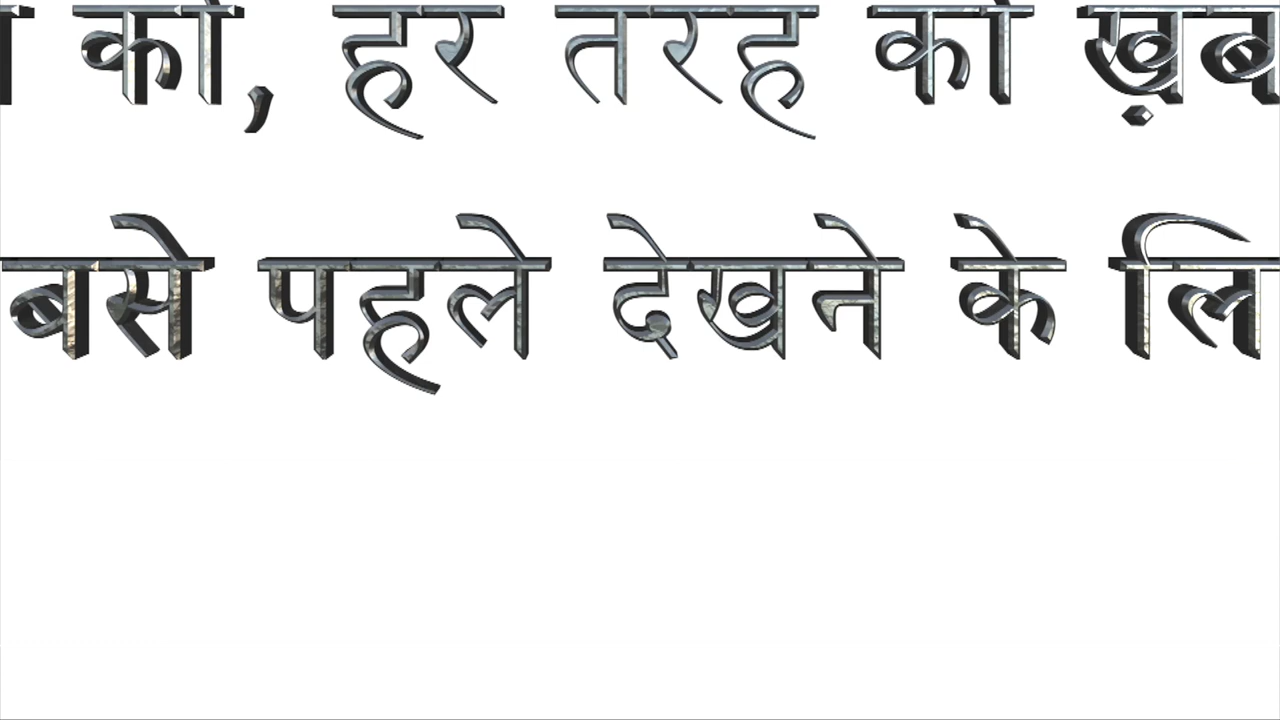 हर तरह ख़ब
बसे पहले देखने के लि